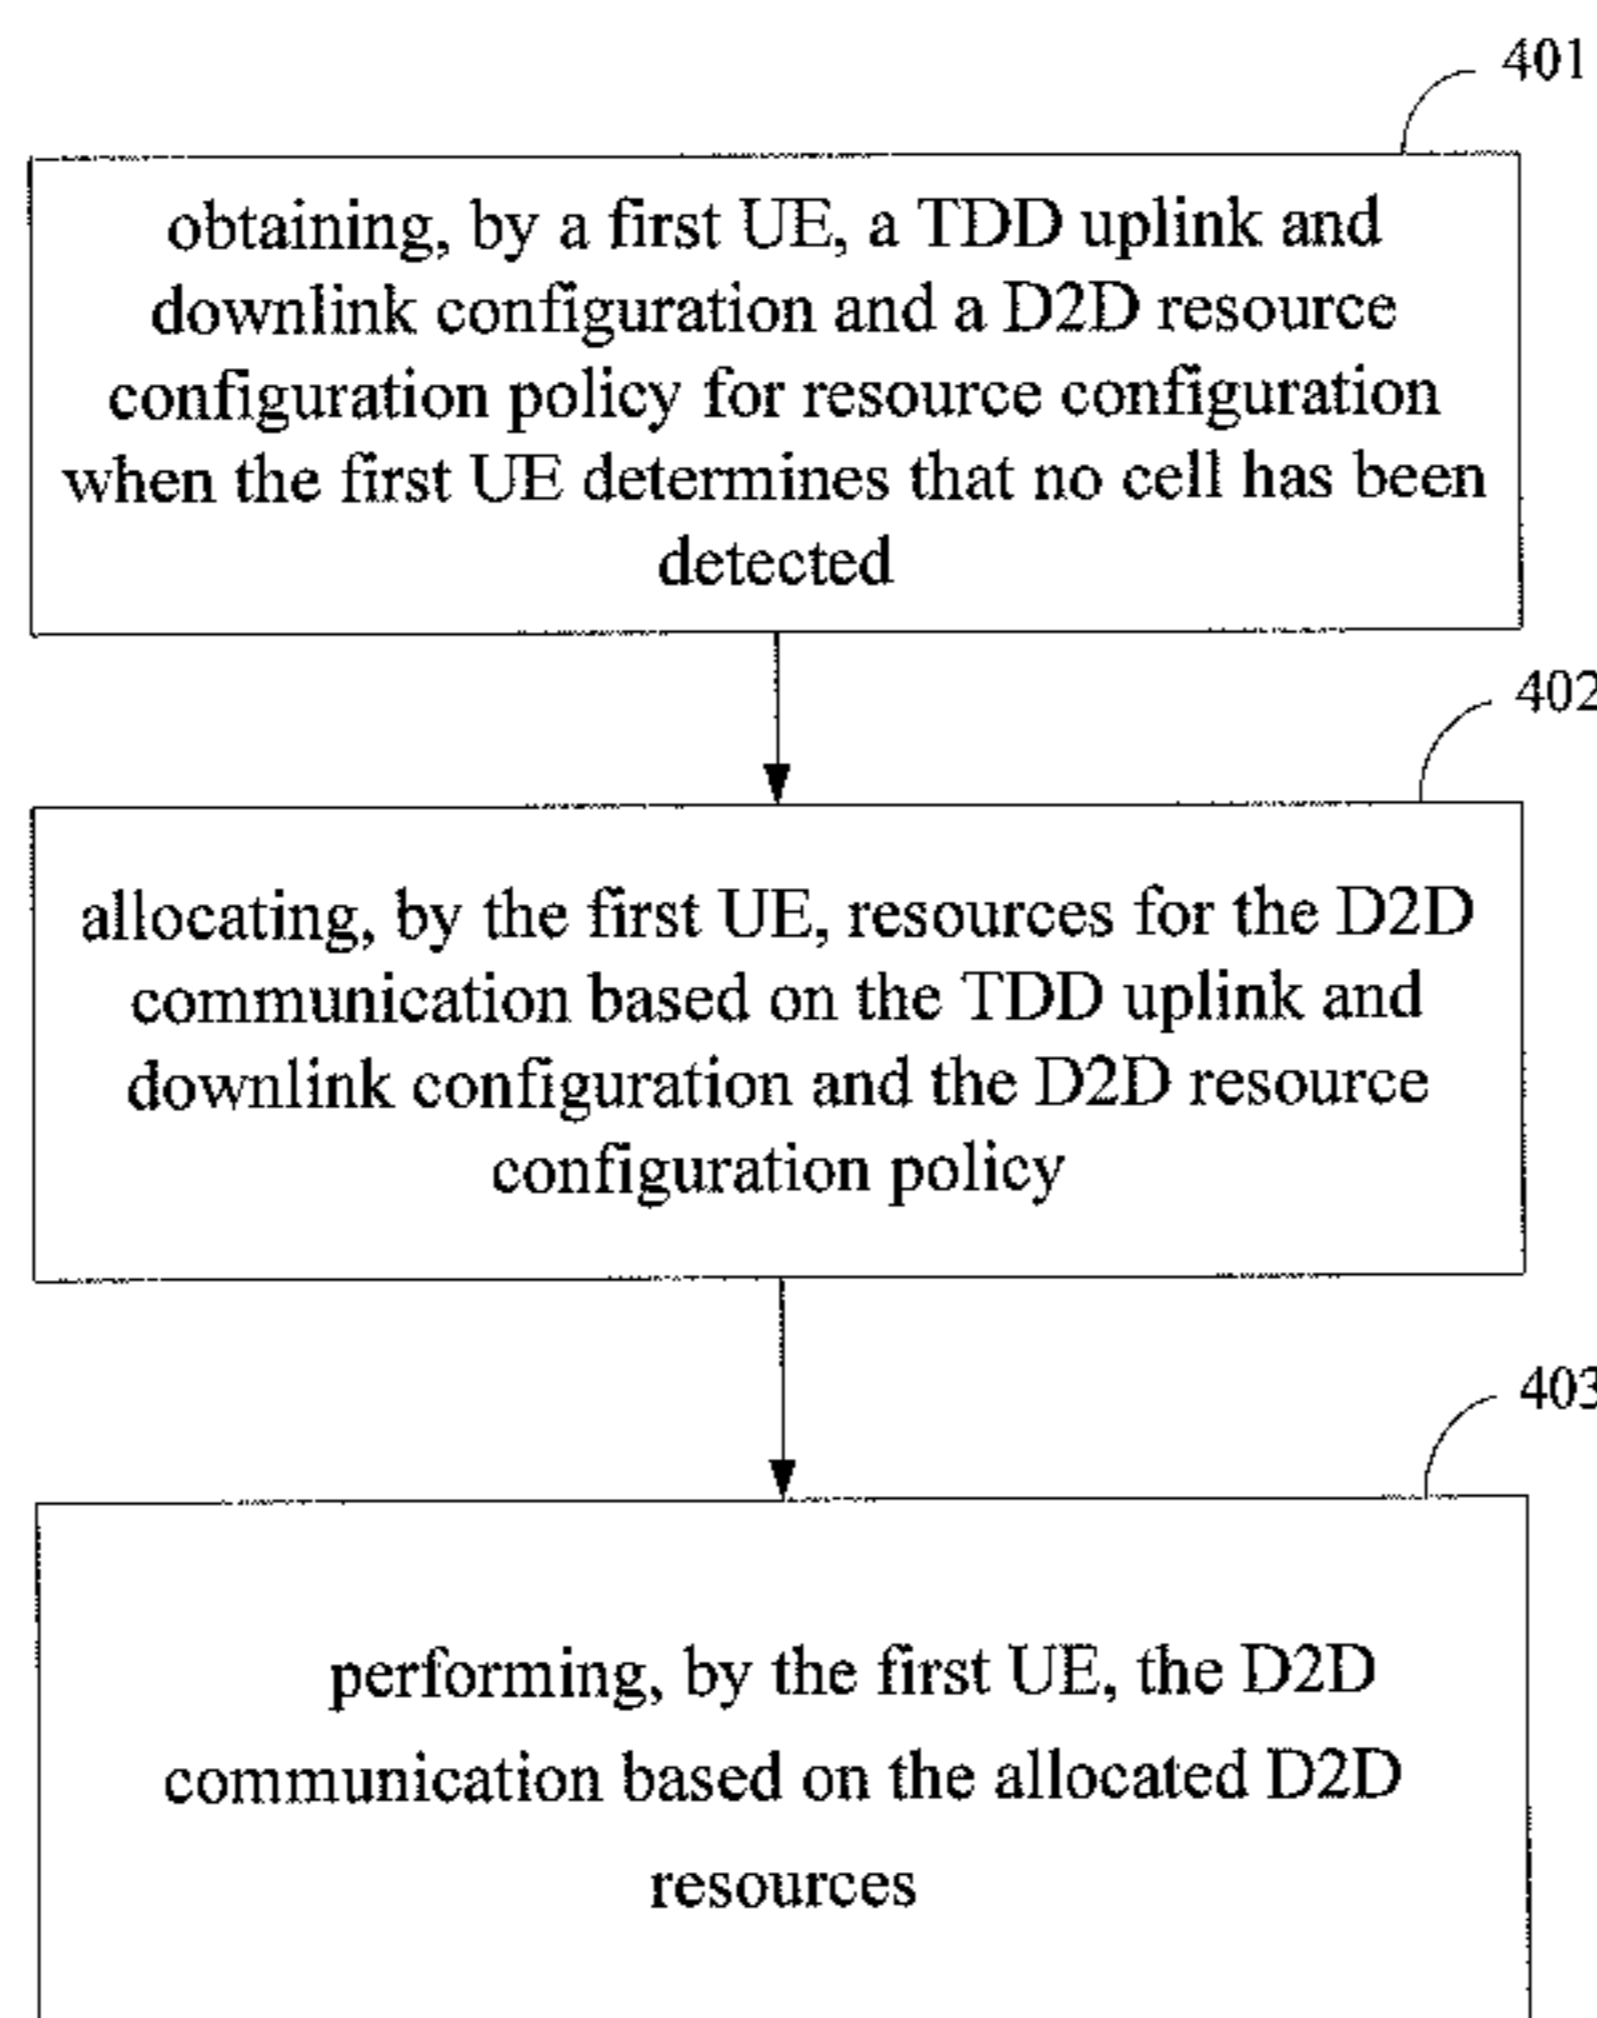 401
obtaining, by a first UE, a TDD uplink and
downlink configuration and a D2D resource
configuration policy for resource configuration
when the first UE determines that no cell has been
detected
402
allocating, by the first UE, resources for the D2D
communication based on the TDD uplink and
downlink configuration and the D2D resource
configuration policy
403
performing, by the first UE, the D2D
communication based on the allocated D2D
resources